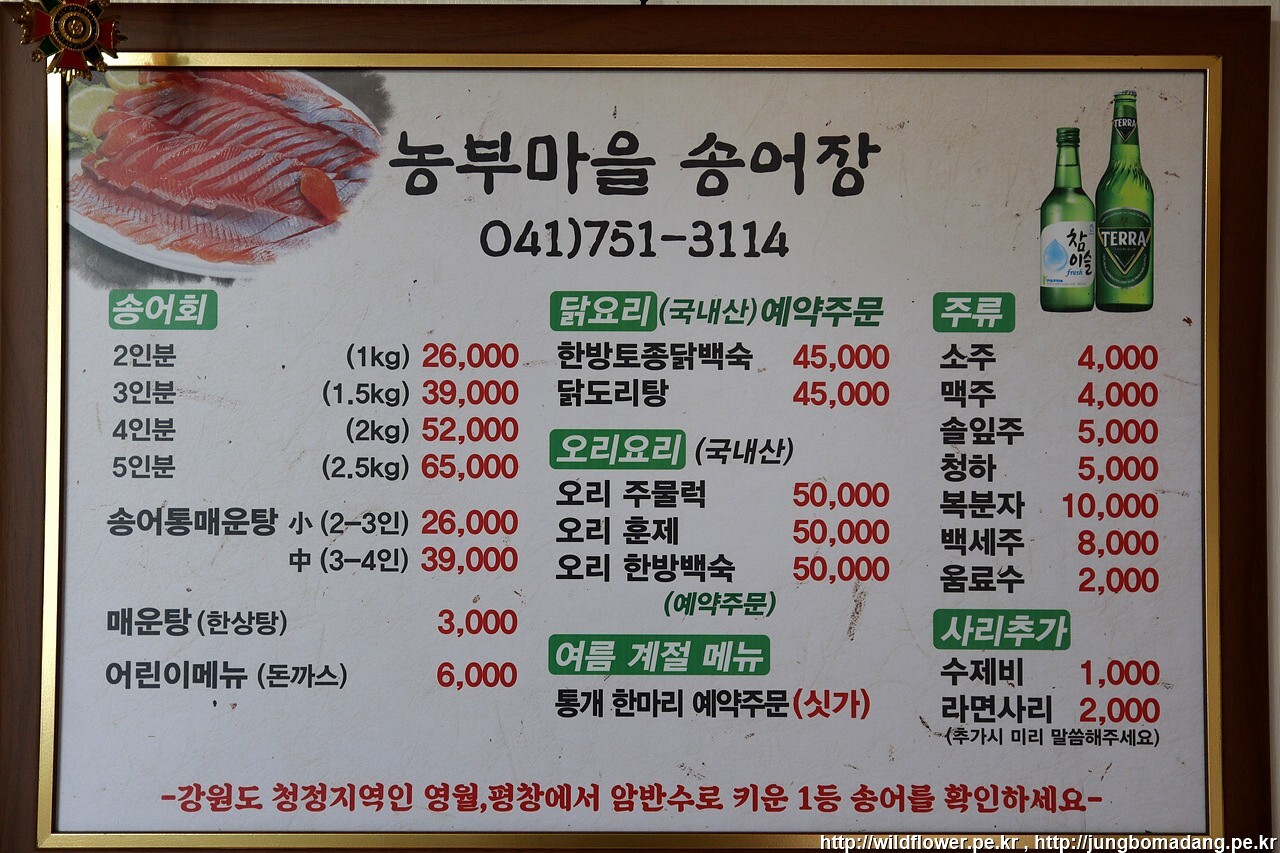 농부마을 송어장
041)751-3114
송어회
2인분 (1kg) 26,000
3인분 (1.5kg) 39,000
4인분 (2kg) 52,000
5인분 (2.5kg) 65,000
송어통매운탕 小 (2-3인) 26,000
中 (3-4인) 39,000
매운탕 (한상탕) 3,000
어린이메뉴 (돈까스) 6,000
닭요리 (국내산) 예약주문
한방토종닭백숙 45,000
닭도리탕 45,000
오리요리 (국내산)
오리 주물럭 50,000
오리 훈제 50,000
오리 한방백숙 50,000
(예약주문)
여름 계절 메뉴
통개 한마리 예약주문(싯가)
참이슬
fresh
TERRA
TERRA
주류
소주 4,000
맥주 4,000
솔잎주 5,000
청하 5,000
복분자 10,000
백세주 8,000
움료수 2,000
사리추가
수제비 1,000
라면사리 2,000
(추가시 미리 말씀해주세요)
-강원도 청정지역인 영월,평창에서 암반수로 키운 1등 송어를 확인하세요-
http://wildflower.pe.kr , http://jungbomadang.pe.kr